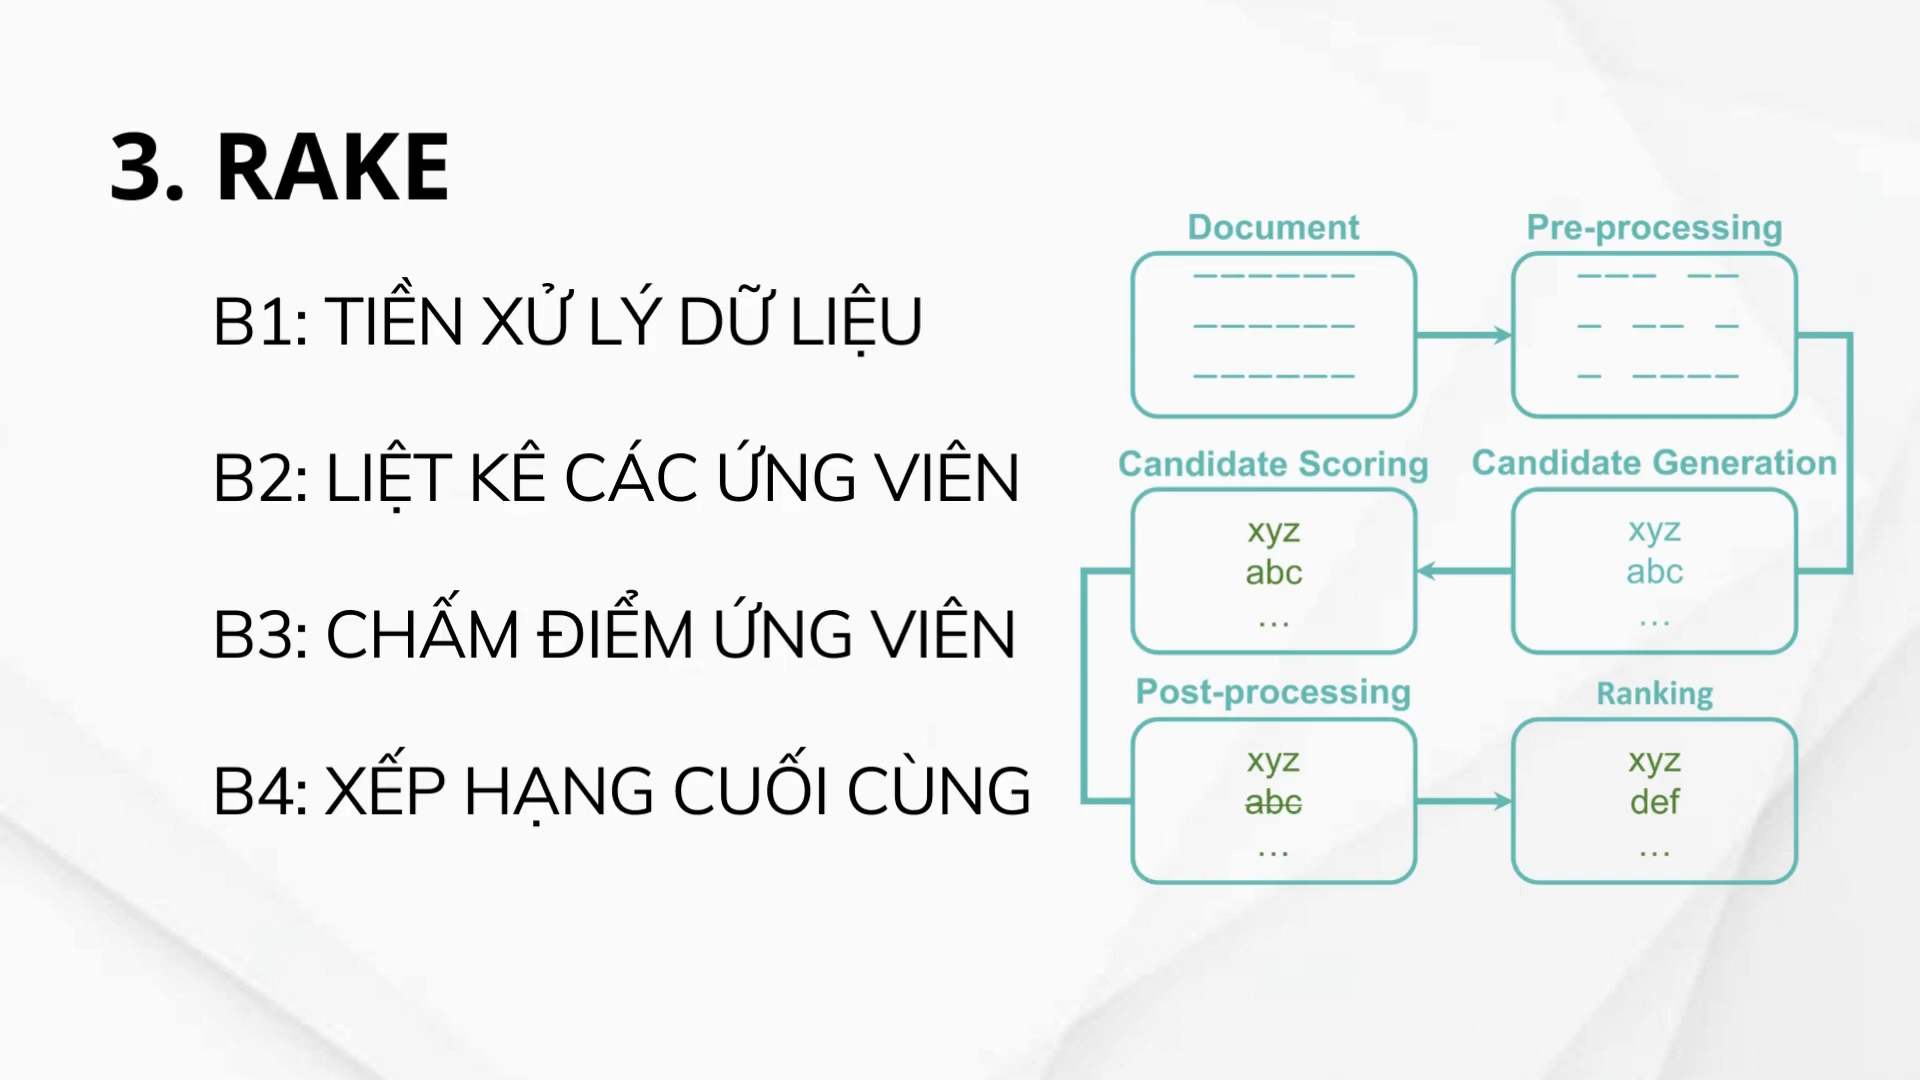 3. RAKE
B1: TIỀN XỬ LÝ DỮ LIỆU
B2: LIỆT KÊ CÁC ỨNG VIÊN
B3: CHẤM ĐIỂM ỨNG VIÊN
B4: XẾP HẠNG CUỐI CÙNG
Document
Pre-processing
Candidate Scoring
xyz
abc
...
Candidate Generation
xyz
abc
...
Post-processing
xyz
abc
...
Ranking
xyz
def
...